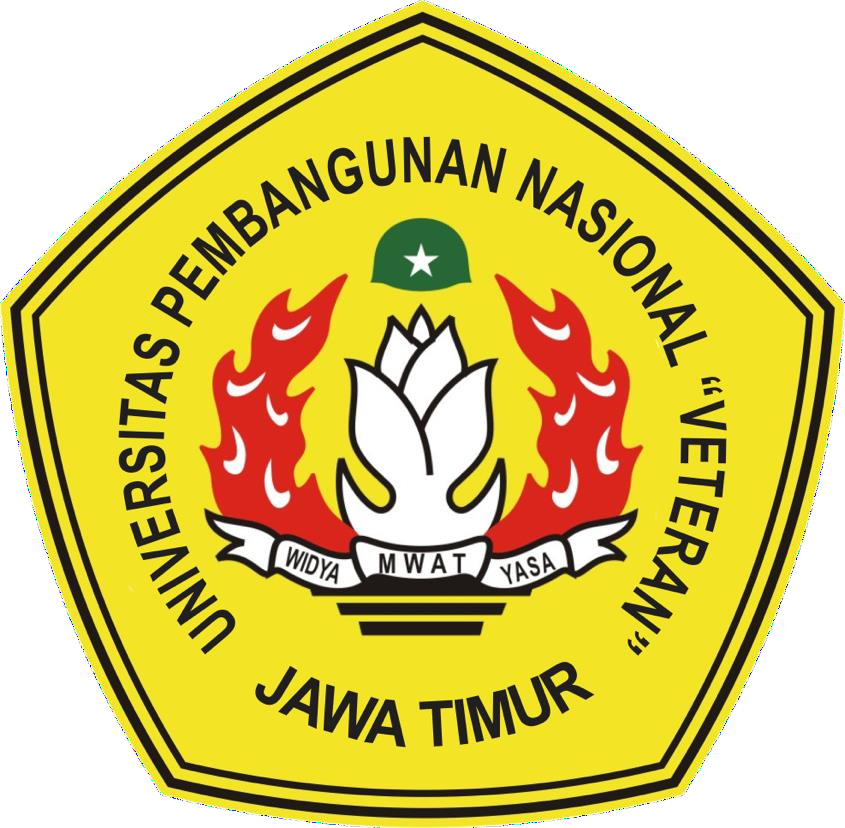 UNIVERSITAS PEMBANGUNAN NASIONAL “VETERAN”
WIDYA MWAT YASA
JAWA TIMUR